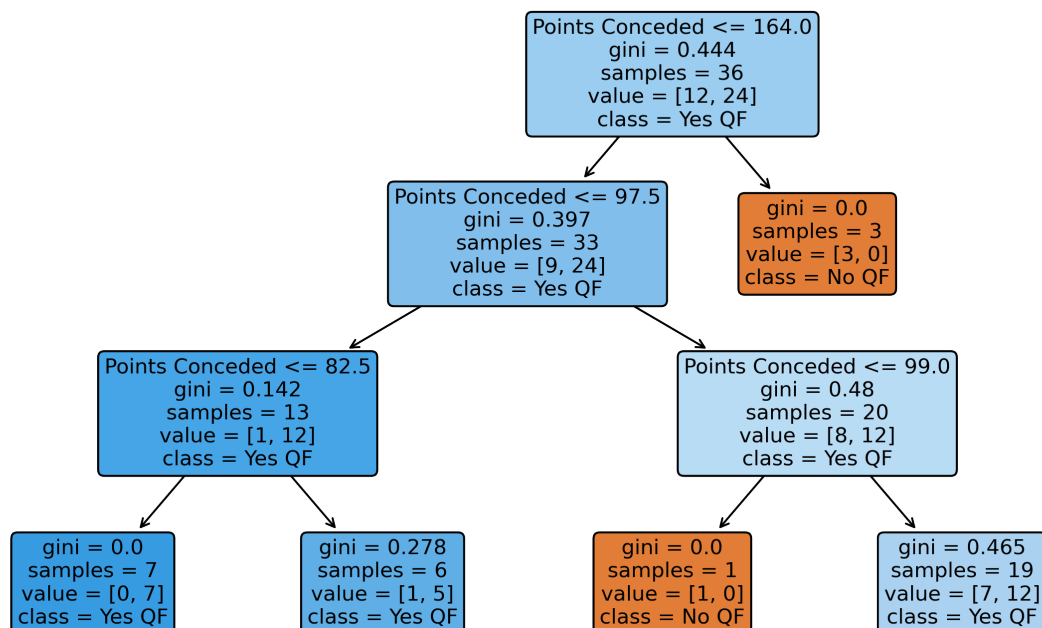 Points Conceded <= 164.0
gini = 0.444
samples = 36
value = [12, 24]
class = Yes QF
Points Conceded <= 97.5
gini = 0.397
samples = 33
value = [9, 24]
class = Yes QF
gini = 0.0
samples = 3
value = [3, 0]
class = No QF
Points Conceded <= 82.5
gini = 0.142
samples = 13
value = [1, 12]
class = Yes QF
Points Conceded <= 99.0
gini = 0.48
samples = 20
value = [8, 12]
class = Yes QF
gini = 0.0
samples = 7
value = [0, 7]
class = Yes QF
gini = 0.278
samples = 6
value = [1, 5]
class = Yes QF
gini = 0.0
samples = 1
value = [1, 0]
class = No QF
gini = 0.465
samples = 19
value = [7, 12]
class = Yes QF